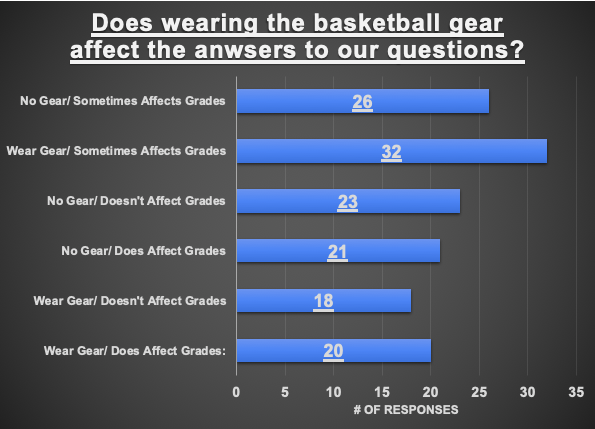 Does wearing the basketball gear
affect the anwsers to our questions?
No Gear/ Sometimes Affects Grades
26
Wear Gear/ Sometimes Affects Grades
32
No Gear/ Doesn't Affect Grades
23
No Gear/ Does Affect Grades
21
Wear Gear/ Doesn't Affect Grades
18
Wear Gear/ Does Affect Grades:
20
0 5 10 15 20 25 30 35
# OF RESPONSES